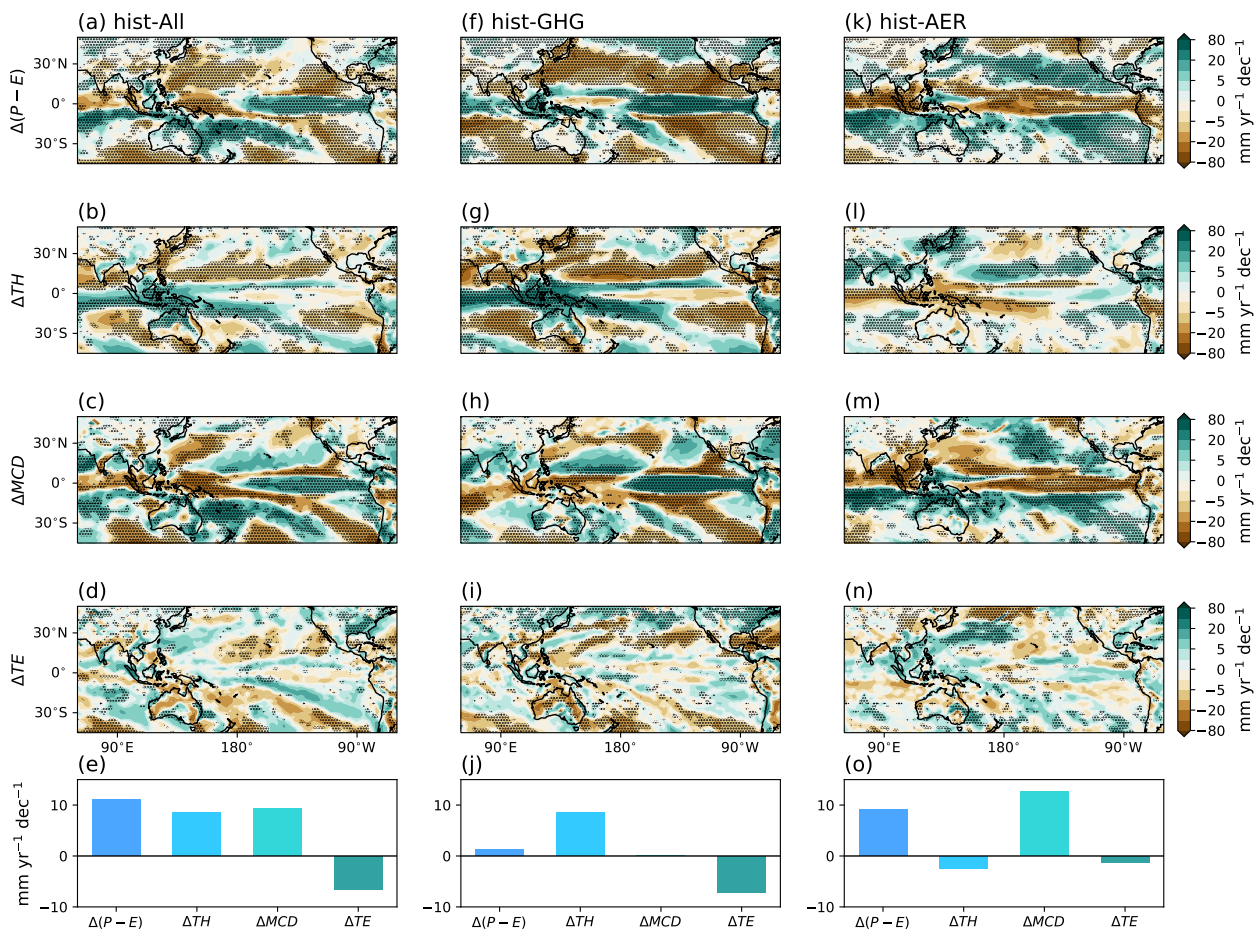 (a) hist-All
(f) hist-GHG
(k) hist-AER
Δ(P − E)
30°N
0°
30°S
80
20
5
0
−5
−20
−80
mm yr⁻¹ dec⁻¹
(b)
(g)
(l)
ΔTH
30°N
0°
30°S
80
20
5
0
−5
−20
−80
mm yr⁻¹ dec⁻¹
(c)
(h)
(m)
ΔMCD
30°N
0°
30°S
80
20
5
0
−5
−20
−80
mm yr⁻¹ dec⁻¹
(d)
(i)
(n)
ΔTE
30°N
0°
30°S
80
20
5
0
−5
−20
−80
mm yr⁻¹ dec⁻¹
90°E 180° 90°W
90°E 180° 90°W
90°E 180° 90°W
(e)
(j)
(o)
mm yr⁻¹ dec⁻¹
10
0
−10
10
0
−10
10
0
−10
Δ(P − E) ΔTH ΔMCD ΔTE
Δ(P − E) ΔTH ΔMCD ΔTE
Δ(P − E) ΔTH ΔMCD ΔTE